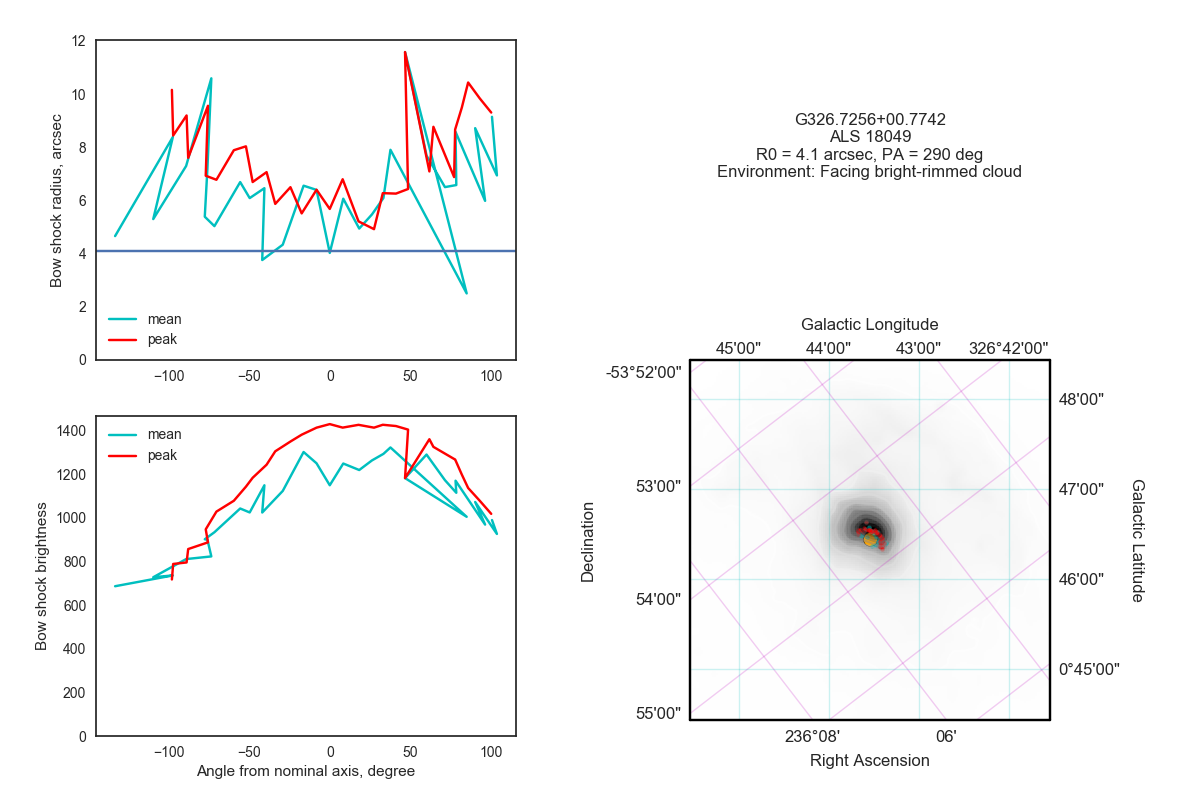 12
10
8
6
4
2
0
Bow shock radius, arcsec
mean
peak
−100
−50
0
50
100
1400
1200
1000
800
600
400
200
0
Bow shock brightness
mean
peak
−100
−50
0
50
100
Angle from nominal axis, degree
G326.7256+00.7742
ALS 18049
R0 = 4.1 arcsec, PA = 290 deg
Environment: Facing bright-rimmed cloud
Galactic Longitude
45'00"
44'00"
43'00"
326°42'00"
-53°52'00"
53'00"
54'00"
55'00"
Declination
48'00"
47'00"
46'00"
0°45'00"
Galactic Latitude
236°08'
06'
Right Ascension